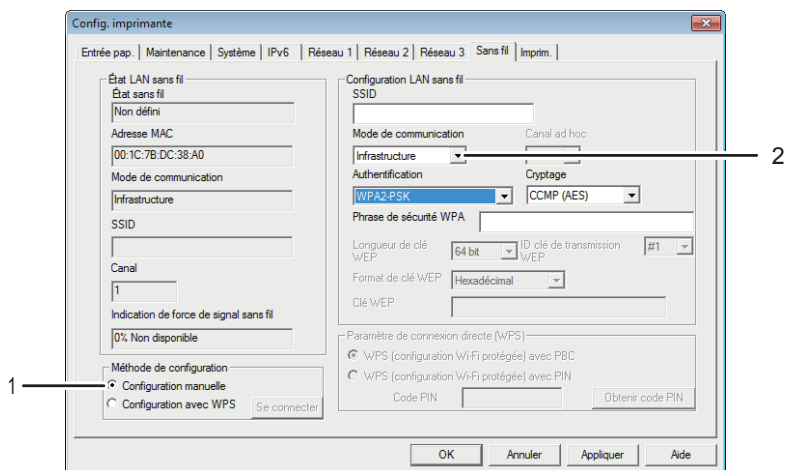 Config. imprimante
Entrée pap. Maintenance Système IPv6 Réseau 1 Réseau 2 Réseau 3 Sans fil Imprim.
État LAN sans fil
État sans fil
Non défini
Adresse MAC
00:1C:7B:DC:38:A0
Mode de communication
Infrastructure
SSID
Canal
1
Indication de force de signal sans fil
0% Non disponible
Méthode de configuration
1
Configuration manuelle
Configuration avec WPS Se connecter
Configuration LAN sans fil
SSID
Mode de communication Canal ad hoc
Infrastructure
2
Authentification Cryptage
WPA2-PSK CCMP (AES)
Phrase de sécurité WPA
Longueur de clé WEP 64 bit ID clé de transmission WEP #1
Format de clé WEP Hexadécimal
Clé WEP
Paramètre de connexion directe (WPS)
WPS (configuration Wi-Fi protégée) avec PBC
WPS (configuration Wi-Fi protégée) avec PIN
Code PIN Obtenir code PIN
OK Annuler Appliquer Aide